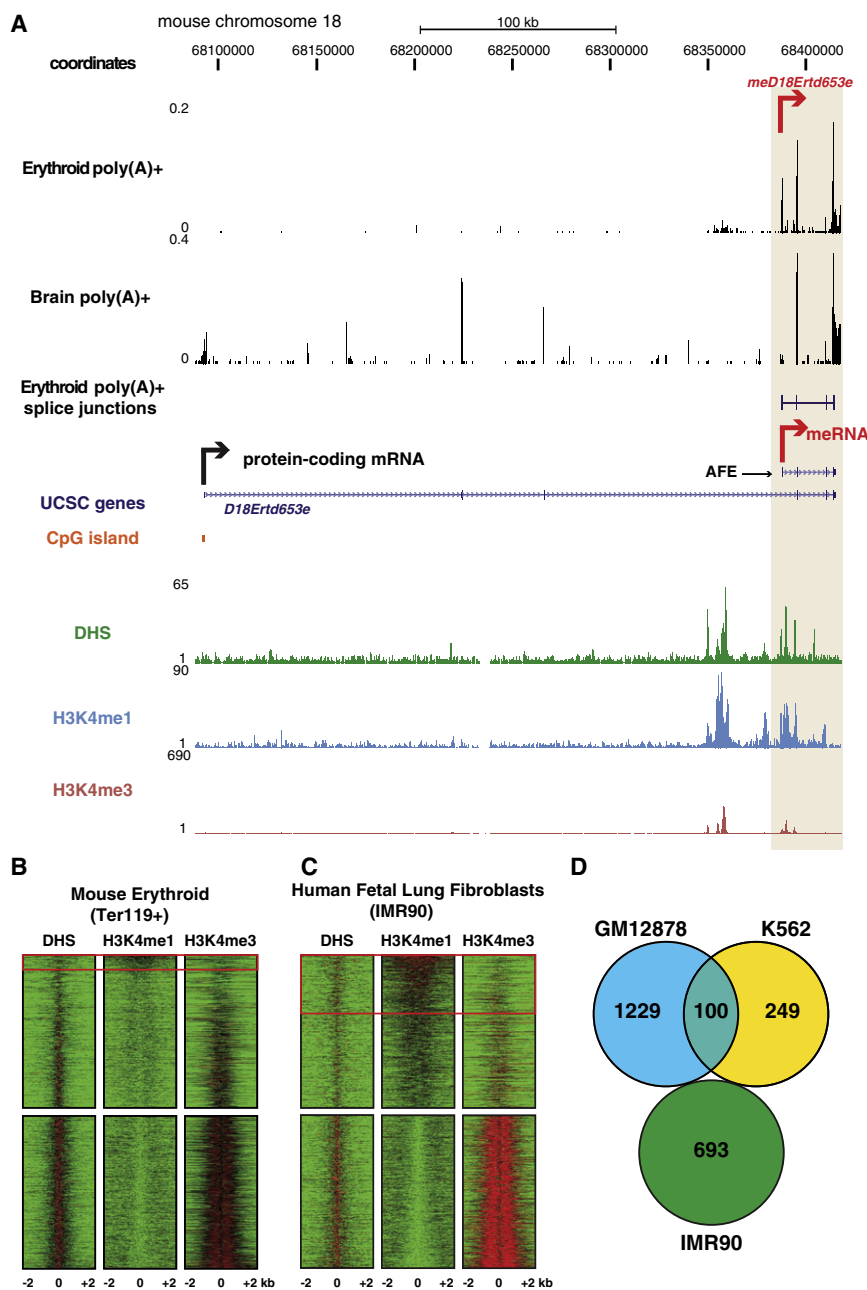 A
mouse chromosome 18
100 kb
coordinates
68100000 68150000 68200000 68250000 68300000 68350000 68400000
meD18Ertd653e
0.2
Erythroid poly(A)+
0
0.4
Brain poly(A)+
0
Erythroid poly(A)+
splice junctions
meRNA
protein-coding mRNA
AFE
UCSC genes
D18Ertd653e
CpG island
65
DHS
1
90
H3K4me1
1
690
H3K4me3
1
B
Mouse Erythroid
(Ter119+)
DHS H3K4me1 H3K4me3
-2 0 +2 -2 0 +2 -2 0 +2 kb
C
Human Fetal Lung Fibroblasts
(IMR90)
DHS H3K4me1 H3K4me3
-2 0 +2 -2 0 +2 -2 0 +2 kb
D
GM12878 K562
1229 100 249
693
IMR90